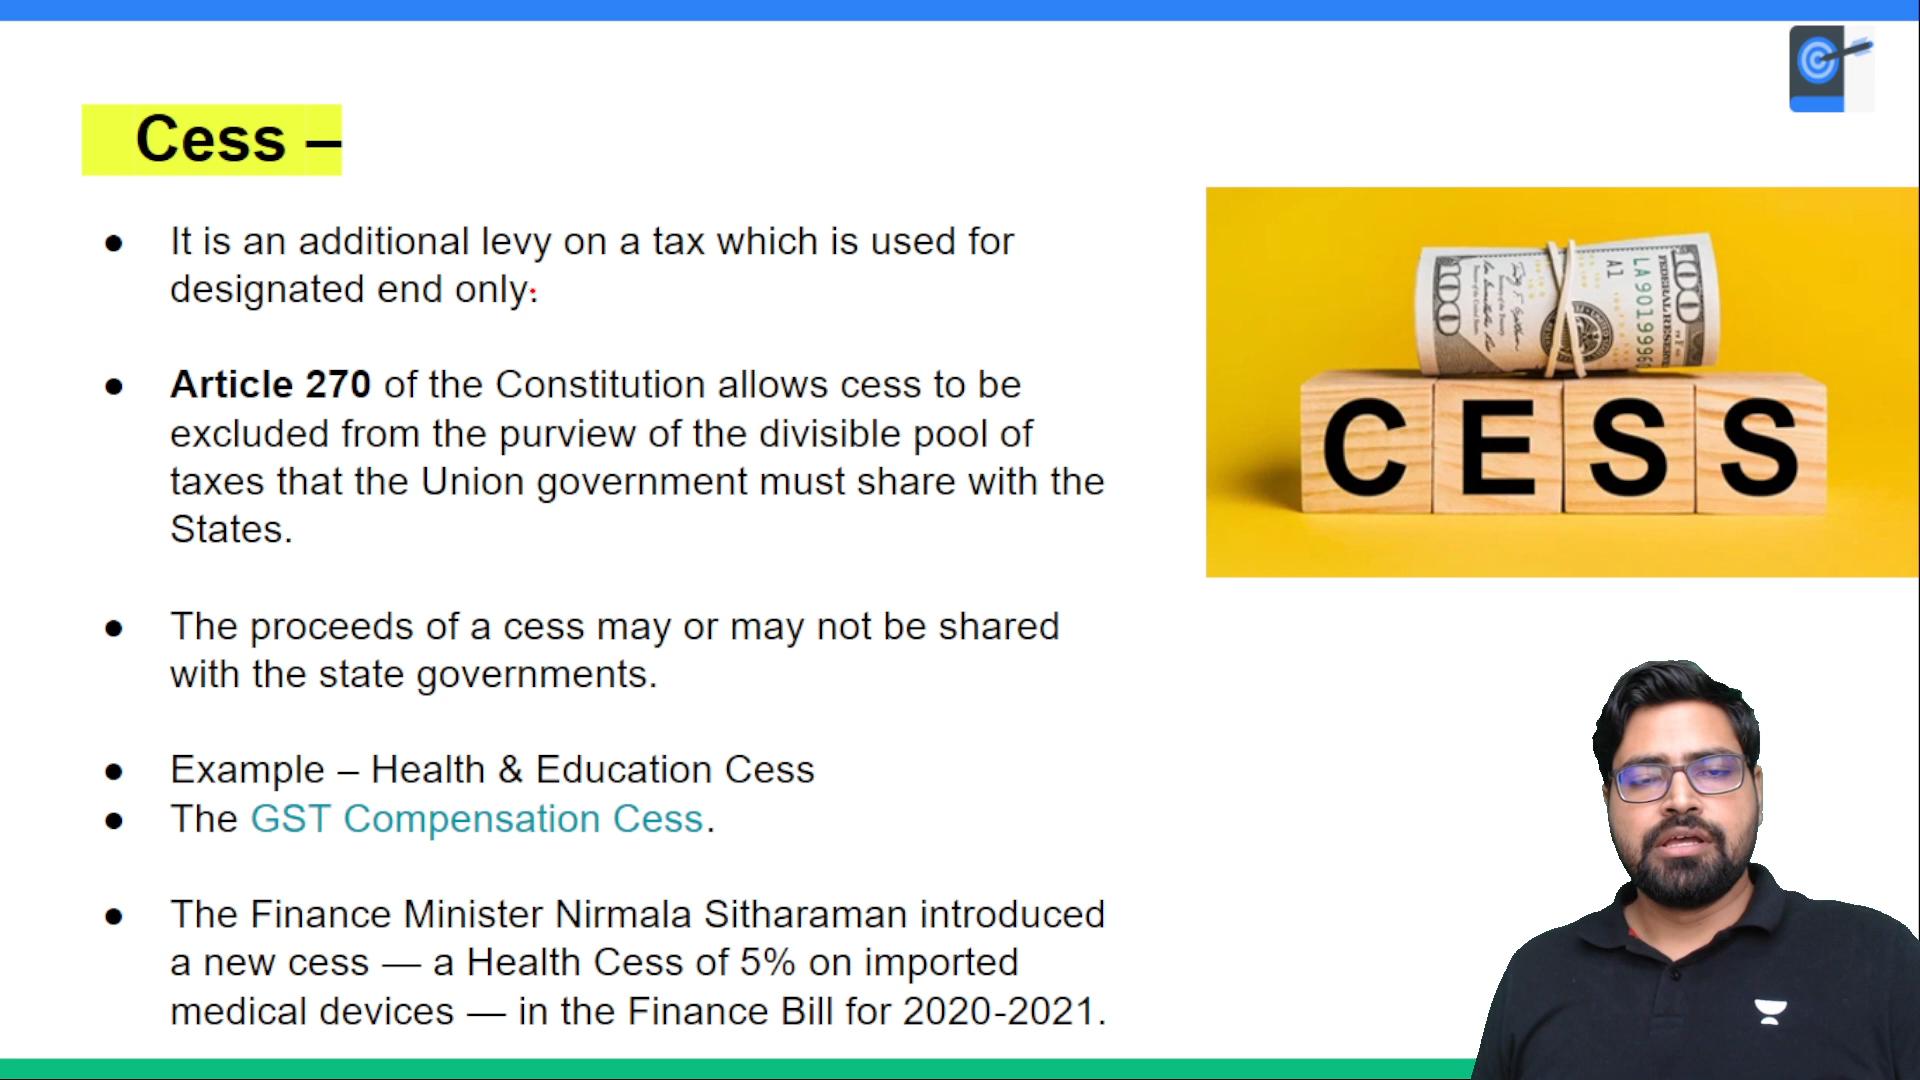 Cess –
● It is an additional levy on a tax which is used for
designated end only.
● Article 270 of the Constitution allows cess to be
excluded from the purview of the divisible pool of
taxes that the Union government must share with the
States.
● The proceeds of a cess may or may not be shared
with the state governments.
● Example – Health & Education Cess
● The GST Compensation Cess.
● The Finance Minister Nirmala Sitharaman introduced
a new cess — a Health Cess of 5% on imported
medical devices — in the Finance Bill for 2020-2021.
100
A1
100
CESS